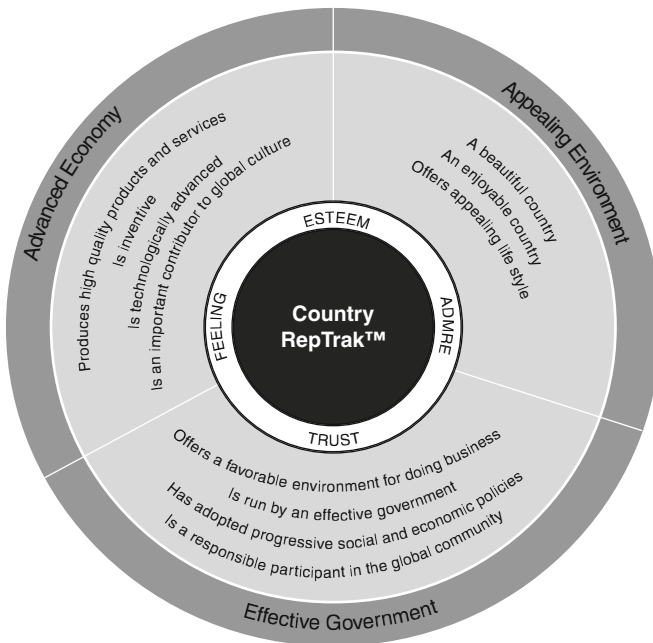 Advanced Economy
Produces high quality products and services
Is inventive
Is technologically advanced
Is an important contributor to global culture
Appealing Environment
A beautiful country
An enjoyable country
Offers appealing life style
ESTEEM
ADMRE
TRUST
FEELING
Country
RepTrak™
Offers a favorable environment for doing business
Is run by an effective government
Has adopted progressive social and economic policies
Is a responsible participant in the global community
Effective Government